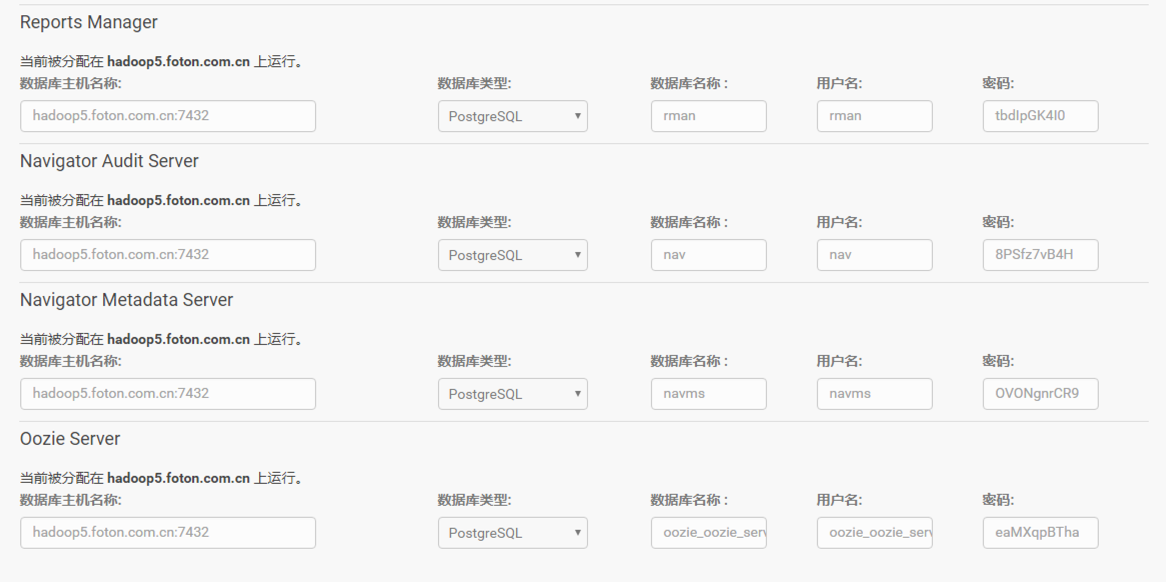 Reports Manager
当前被分配在 hadoop5.foton.com.cn 上运行。
数据库主机名称: 数据库类型: 数据库名称 : 用户名: 密码:
hadoop5.foton.com.cn:7432 PostgreSQL rman rman tbdIpGK4I0
Navigator Audit Server
当前被分配在 hadoop5.foton.com.cn 上运行。
数据库主机名称: 数据库类型: 数据库名称 : 用户名: 密码:
hadoop5.foton.com.cn:7432 PostgreSQL nav nav 8PSfz7vB4H
Navigator Metadata Server
当前被分配在 hadoop5.foton.com.cn 上运行。
数据库主机名称: 数据库类型: 数据库名称 : 用户名: 密码:
hadoop5.foton.com.cn:7432 PostgreSQL navms navms OVONgnrCR9
Oozie Server
当前被分配在 hadoop5.foton.com.cn 上运行。
数据库主机名称: 数据库类型: 数据库名称 : 用户名: 密码:
hadoop5.foton.com.cn:7432 PostgreSQL oozie_oozie_serv oozie_oozie_serv eaMXqpBTha